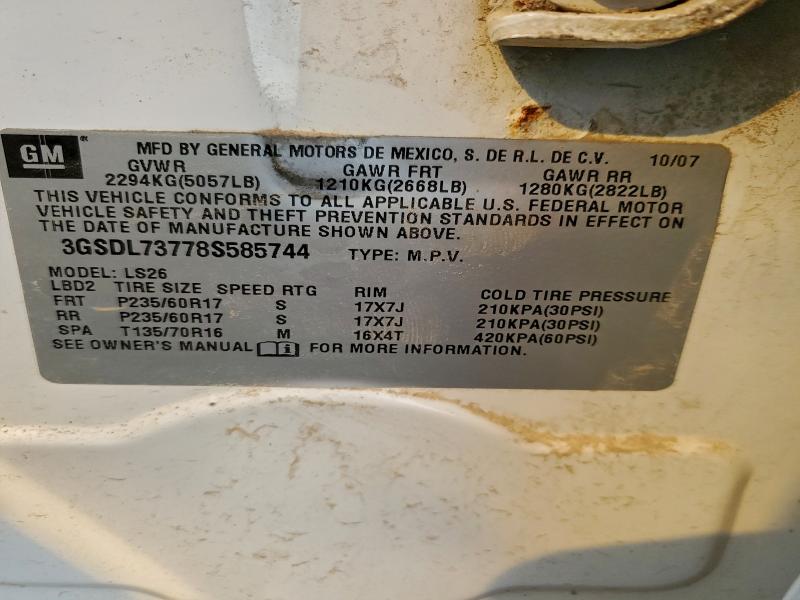 GM ® MFD BY GENERAL MOTORS DE MEXICO, S. DE R.L. DE C.V. 10/07
GVWR GAWR FRT GAWR RR
2294KG(5057LB) 1210KG(2668LB) 1280KG(2822LB)
THIS VEHICLE CONFORMS TO ALL APPLICABLE U.S. FEDERAL MOTOR
VEHICLE SAFETY AND THEFT PREVENTION STANDARDS IN EFFECT ON
THE DATE OF MANUFACTURE SHOWN ABOVE.
3GSDL73778S585744 TYPE: M.P.V.
MODEL: LS26
LBD2 TIRE SIZE SPEED RTG RIM COLD TIRE PRESSURE
FRT P235/60R17 S 17X7J 210KPA(30PSI)
RR P235/60R17 S 17X7J 210KPA(30PSI)
SPA T135/70R16 M 16X4T 420KPA(60PSI)
SEE OWNER'S MANUAL FOR MORE INFORMATION.